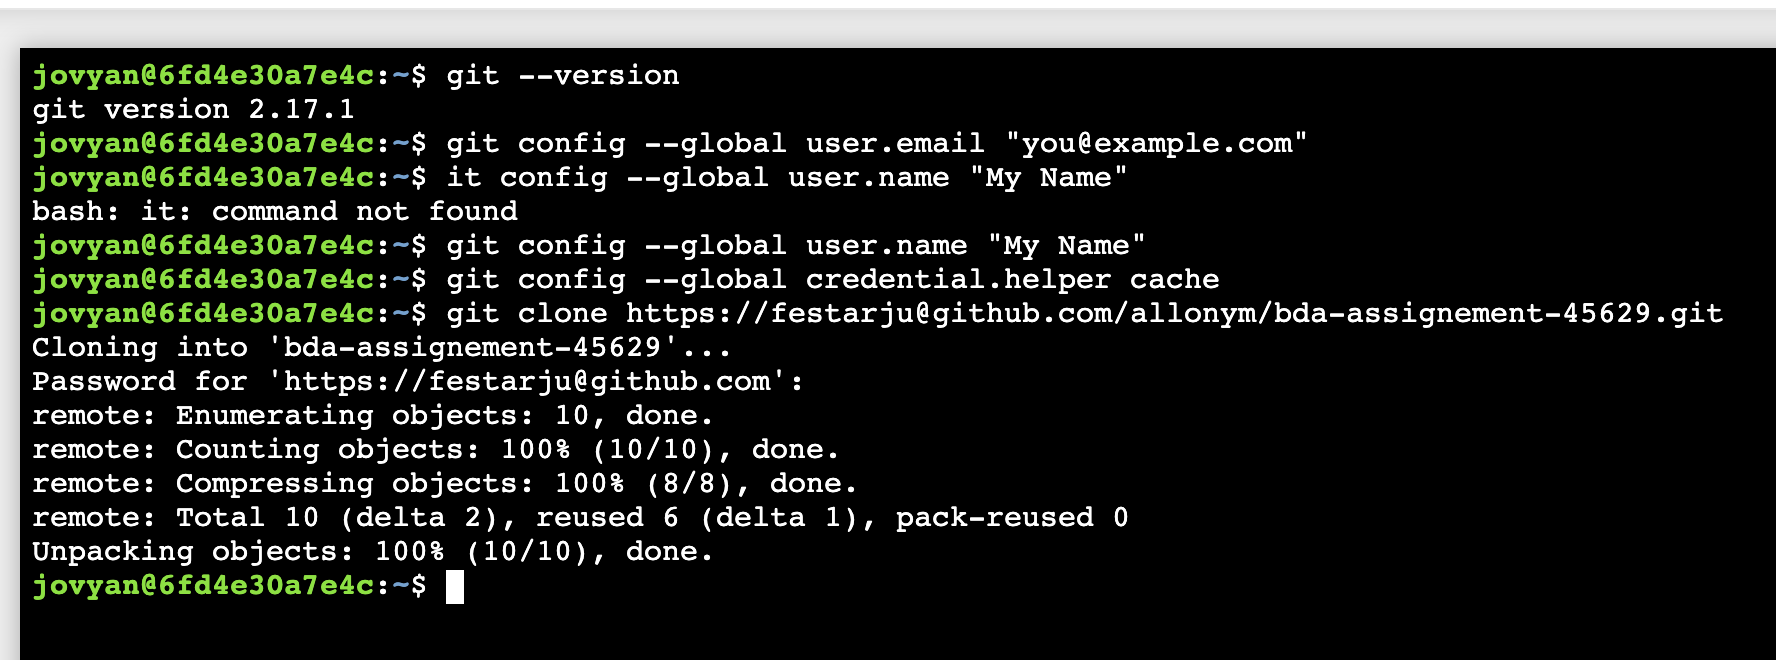 jovyan@6fd4e30a7e4c:~$ git --version
git version 2.17.1
jovyan@6fd4e30a7e4c:~$ git config --global user.email "you@example.com"
jovyan@6fd4e30a7e4c:~$ it config --global user.name "My Name"
bash: it: command not found
jovyan@6fd4e30a7e4c:~$ git config --global user.name "My Name"
jovyan@6fd4e30a7e4c:~$ git config --global credential.helper cache
jovyan@6fd4e30a7e4c:~$ git clone https://festarju@github.com/allonym/bda-assignement-45629.git
Cloning into 'bda-assignement-45629'...
Password for 'https://festarju@github.com':
remote: Enumerating objects: 10, done.
remote: Counting objects: 100% (10/10), done.
remote: Compressing objects: 100% (8/8), done.
remote: Total 10 (delta 2), reused 6 (delta 1), pack-reused 0
Unpacking objects: 100% (10/10), done.
jovyan@6fd4e30a7e4c:~$